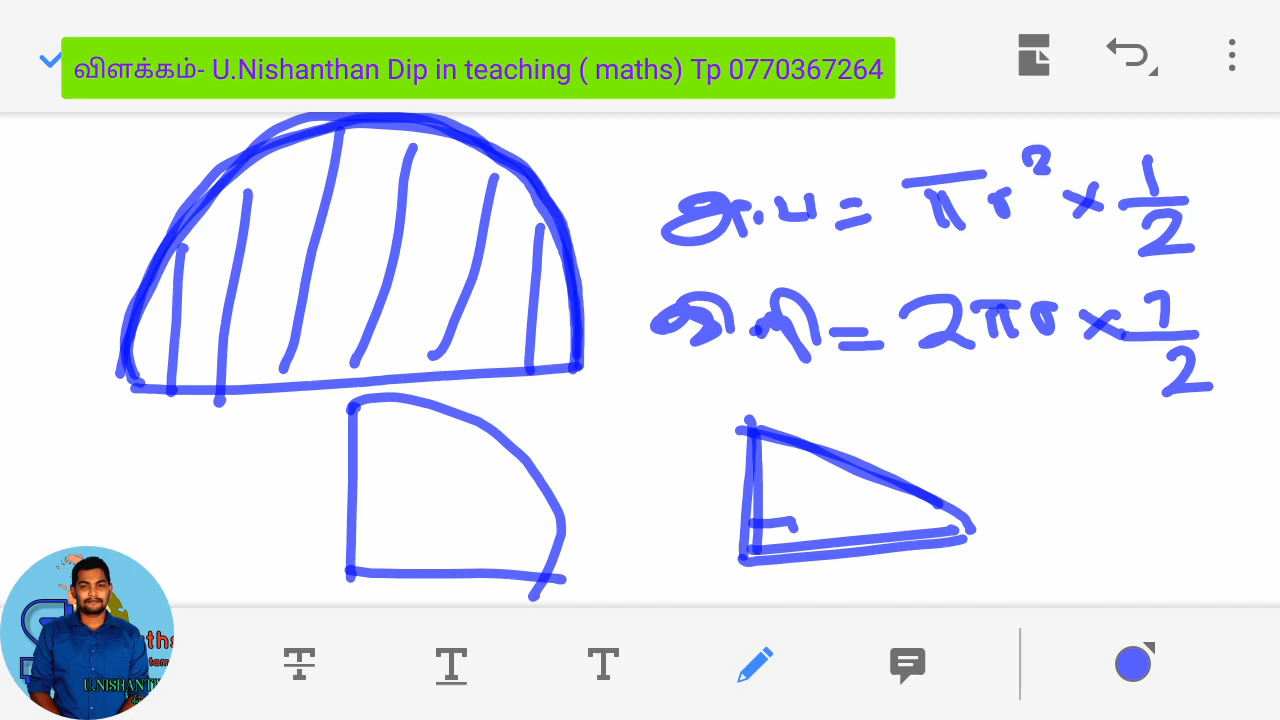 விளக்கம்- U.Nishanthan Dip in teaching ( maths) Tp 0770367264
= πr² × 1/2
= 2πr × 1/2
U.NISHANTH